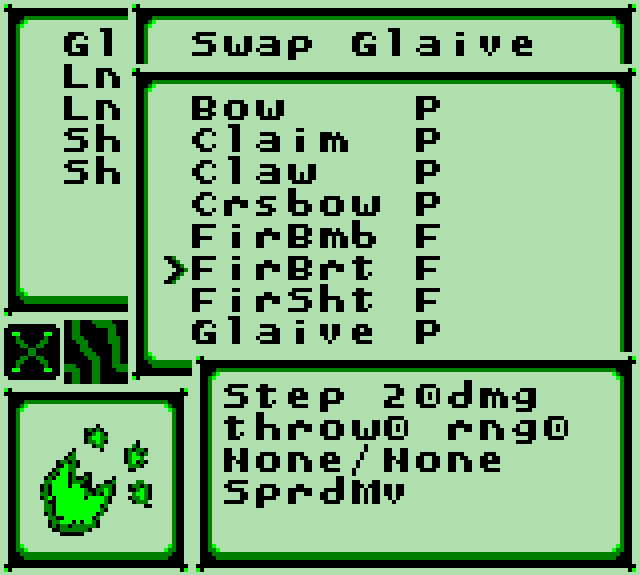 Swap Glaive
Gl
Ln
Ln
Sh
Sh
Bow P
Claim P
Claw P
Crsbow P
FirBmb F
>FirBrt F
FirSht F
Glaive P
Step 20dmg
throw0 rng0
None/None
SprdMv